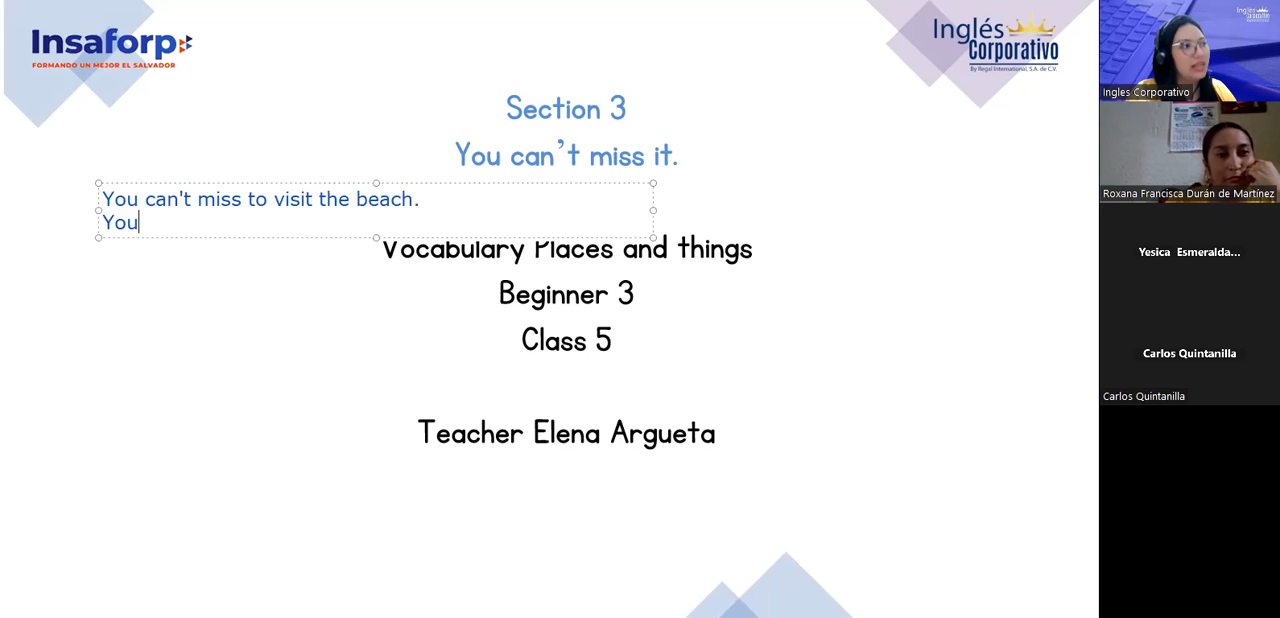 Insaforp
FORMANDO UN MEJOR EL SALVADOR
Inglés
Corporativo
By Regal International, S.A. de C.V.
Section 3
You can't miss it.
You can't miss to visit the beach.
You
Vocabulary Places and things
Beginner 3
Class 5
Teacher Elena Argueta
Inglés
Corporativo
Ingles Corporativo
Roxana Francisca Durán de Martínez
Yesica Esmeralda...
Carlos Quintanilla
Carlos Quintanilla